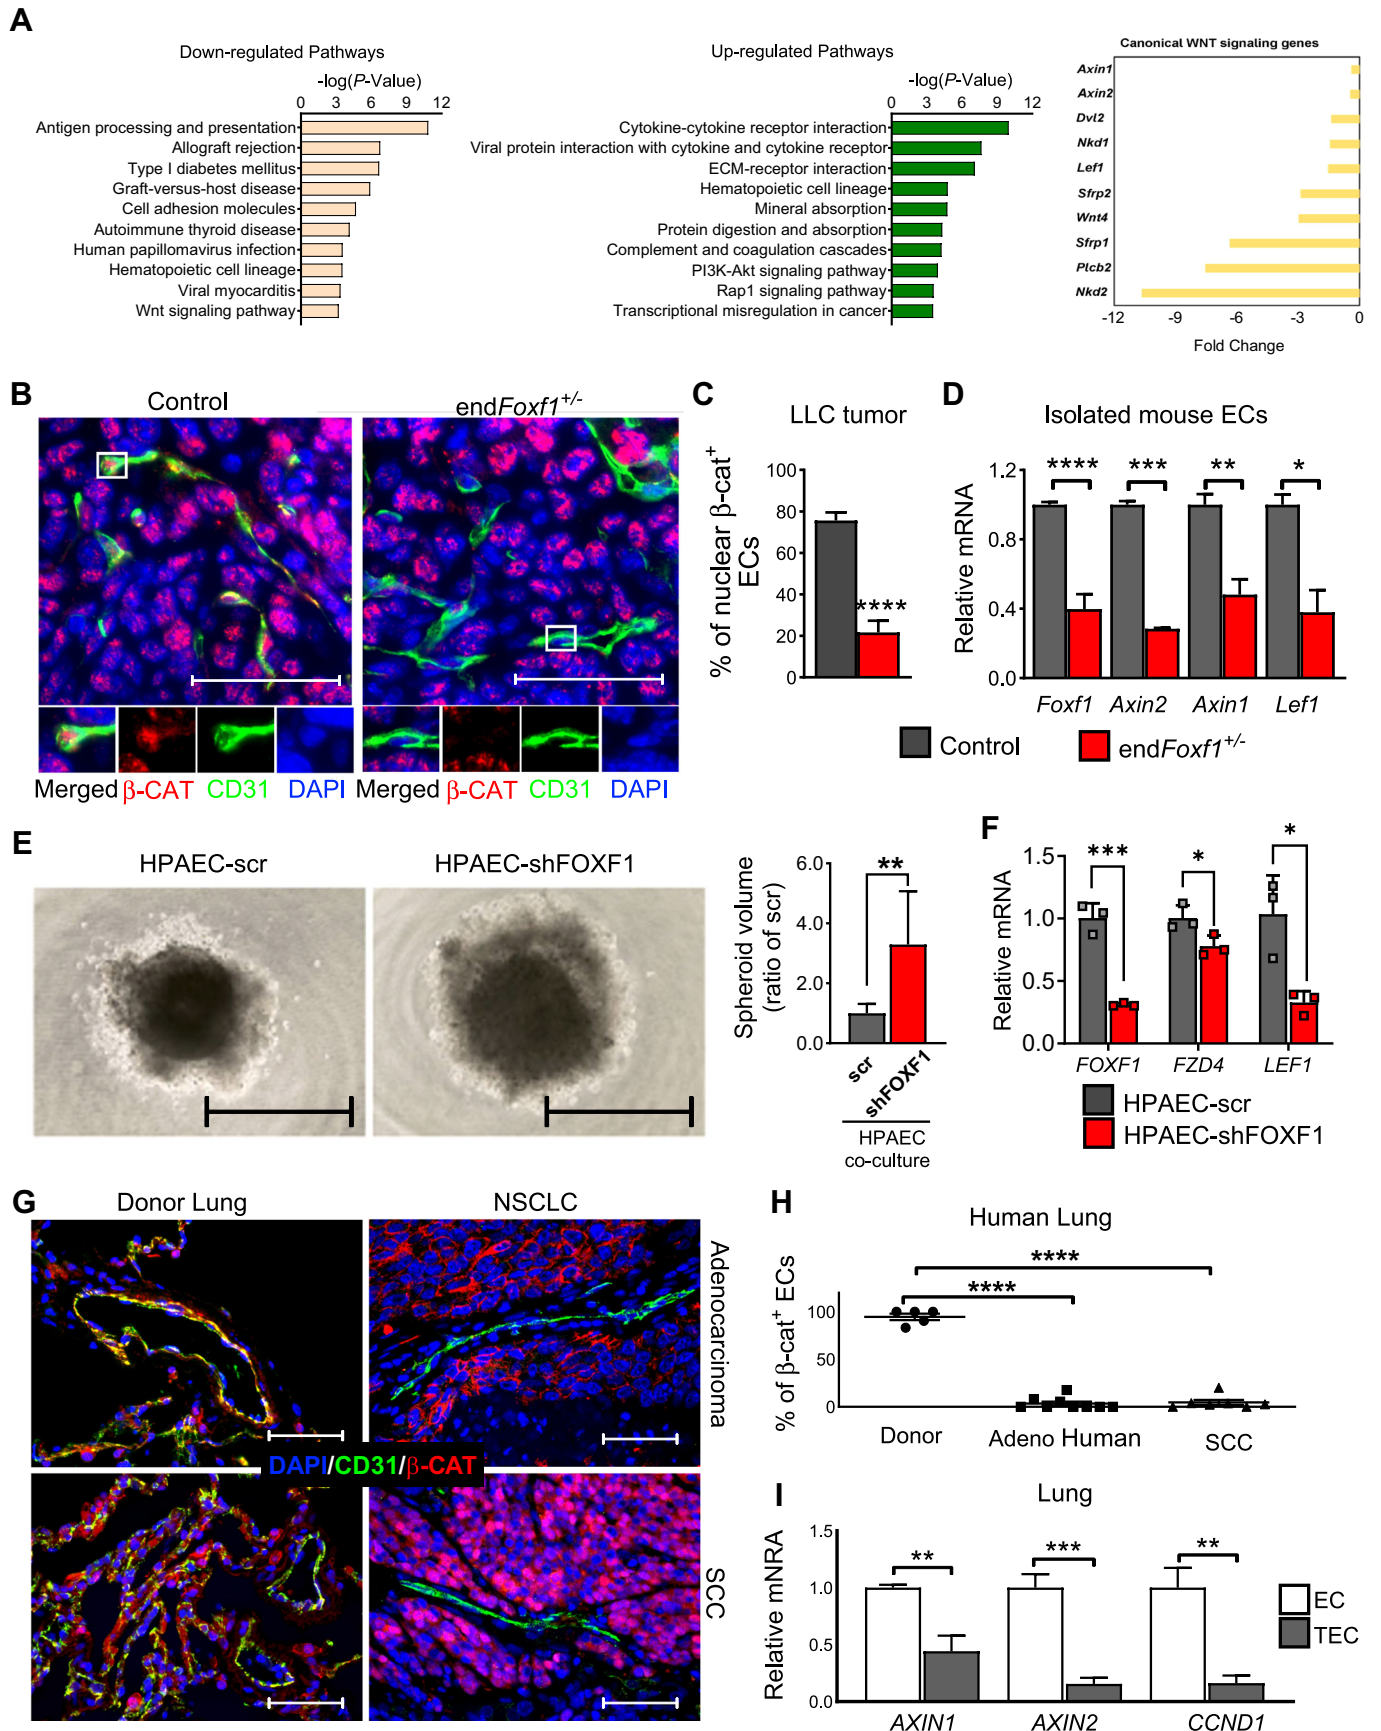 A
Down-regulated Pathways
-log(P-Value)
0 3 6 9 12
Antigen processing and presentation
Allograft rejection
Type I diabetes mellitus
Graft-versus-host disease
Cell adhesion molecules
Autoimmune thyroid disease
Human papillomavirus infection
Hematopoietic cell lineage
Viral myocarditis
Wnt signaling pathway
Up-regulated Pathways
-log(P-Value)
0 3 6 9 12
Cytokine-cytokine receptor interaction
Viral protein interaction with cytokine and cytokine receptor
ECM-receptor interaction
Hematopoietic cell lineage
Mineral absorption
Protein digestion and absorption
Complement and coagulation cascades
PI3K-Akt signaling pathway
Rap1 signaling pathway
Transcriptional misregulation in cancer
Canonical WNT signaling genes
Axin1
Axin2
Dvl2
Nkd1
Lef1
Sfrp2
Wnt4
Sfrp1
Plcb2
Nkd2
-12 -9 -6 -3 0
Fold Change
B
Control
endFoxf1+/-
Merged β-CAT CD31 DAPI
Merged β-CAT CD31 DAPI
C
LLC tumor
% of nuclear β-cat+
ECs
100
80
60
40
20
0
****
D
Isolated mouse ECs
Relative mRNA
1.2
0.8
0.4
0.0
**** *** ** *
Foxf1 Axin2 Axin1 Lef1
Control
endFoxf1+/-
E
HPAEC-scr
HPAEC-shFOXF1
Spheroid volume
(ratio of scr)
6.0
4.0
2.0
0.0
**
scr
shFOXF1
HPAEC
co-culture
F
Relative mRNA
1.5
1.0
0.5
0.0
*** * *
FOXF1 FZD4 LEF1
HPAEC-scr
HPAEC-shFOXF1
G
Donor Lung
NSCLC
Adenocarcinoma
DAPI/CD31/β-CAT
SCC
H
Human Lung
% of β-cat+ ECs
100
50
0
****
****
Donor
Adeno Human
SCC
I
Lung
Relative mNRA
1.5
1.0
0.5
0.0
** *** **
AXIN1 AXIN2 CCND1
EC
TEC